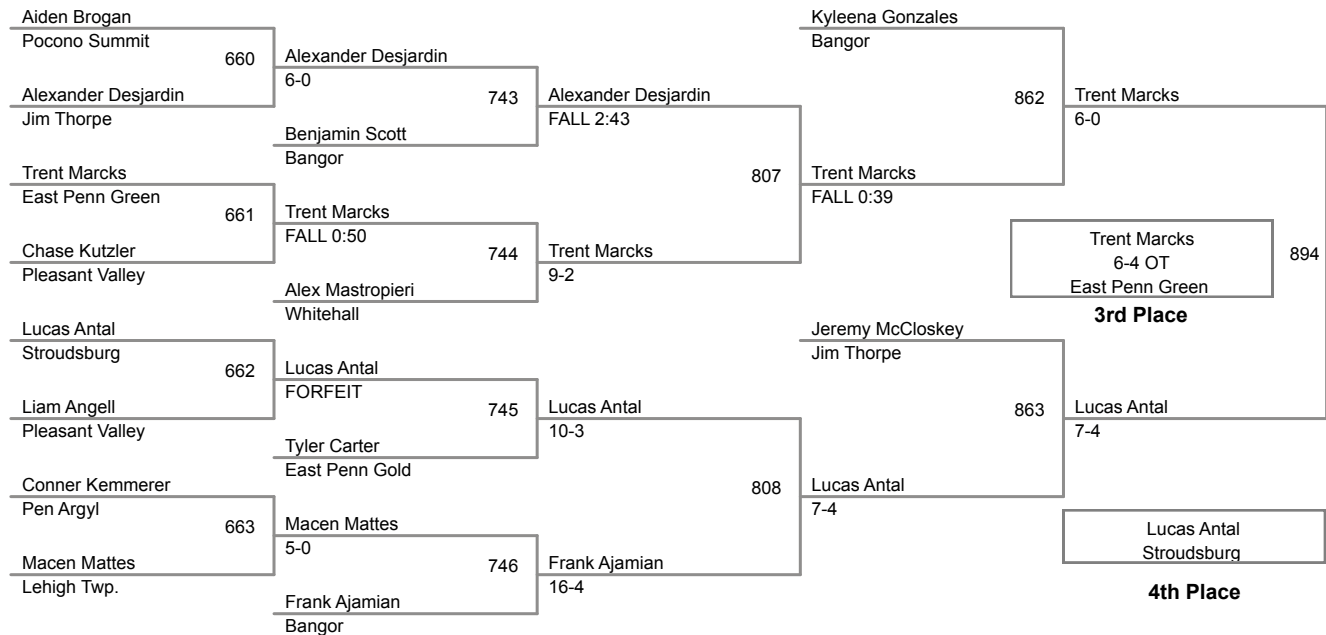 Aiden Brogan
Pocono Summit
660
Alexander Desjardin
Jim Thorpe
Trent Marcks
East Penn Green
661
Chase Kutzler
Pleasant Valley
Lucas Antal
Stroudsburg
662
Liam Angell
Pleasant Valley
Conner Kemmerer
Pen Argyl
663
Macen Mattes
Lehigh Twp.
Alexander Desjardin
6-0
743
Benjamin Scott
Bangor
Trent Marcks
FALL 0:50
744
Alex Mastropieri
Whitehall
Lucas Antal
FORFEIT
745
Tyler Carter
East Penn Gold
Macen Mattes
5-0
746
Frank Ajamian
Bangor
Alexander Desjardin
FALL 2:43
807
Trent Marcks
9-2
Lucas Antal
10-3
808
Frank Ajamian
16-4
Kyleena Gonzales
Bangor
862
Trent Marcks
FALL 0:39
Jeremy McCloskey
Jim Thorpe
863
Lucas Antal
7-4
Trent Marcks
6-0
894
Lucas Antal
7-4
Trent Marcks
6-4 OT
East Penn Green
3rd Place
Lucas Antal
Stroudsburg
4th Place